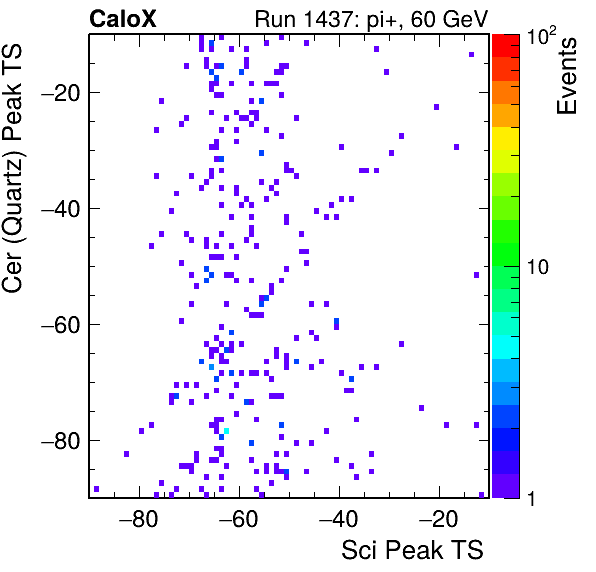 CaloX Run 1437: pi+, 60 GeV
Cer (Quartz) Peak TS
−20
−40
−60
−80
−80 −60 −40 −20
Sci Peak TS
10²
10
1
Events